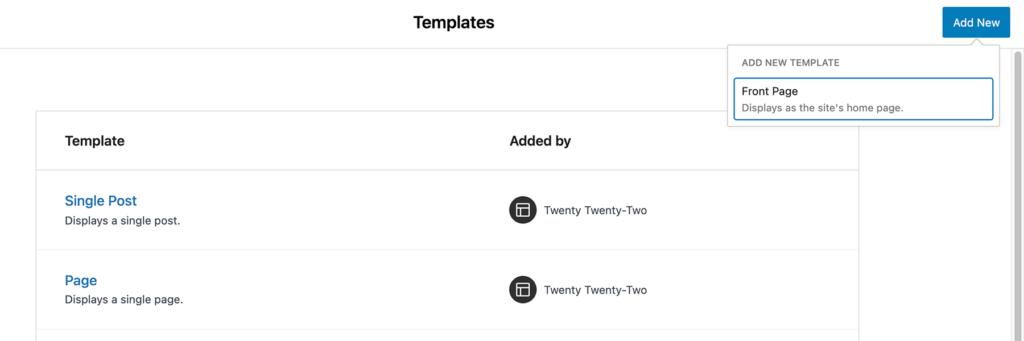 Templates
Add New
ADD NEW TEMPLATE
Front Page
Displays as the site's home page.
Template
Added by
Single Post
Displays a single post.
Twenty Twenty-Two
Page
Displays a single page.
Twenty Twenty-Two